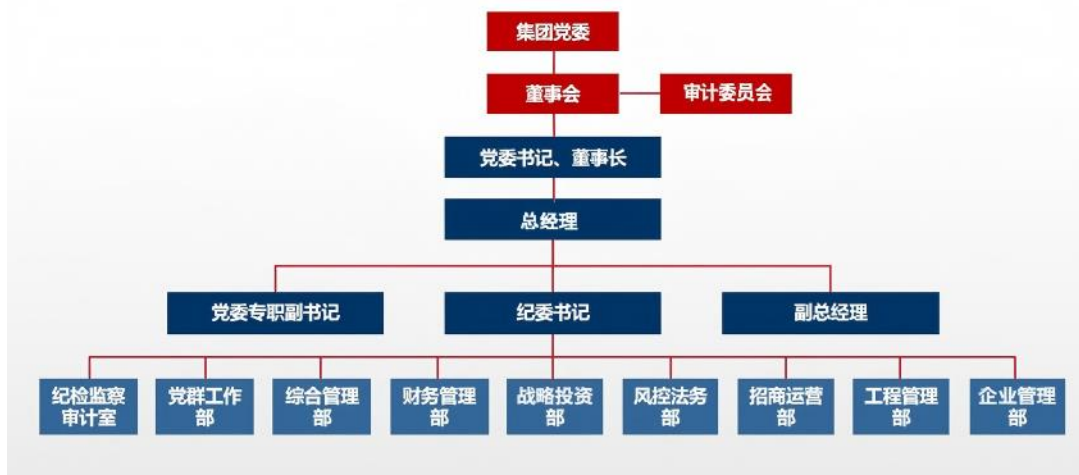 集团党委
董事会
审计委员会
党委书记、董事长
总经理
党委专职副书记
纪委书记
副总经理
纪检监察
审计室
党群工作
部
综合管理
部
财务管理
部
战略投资
部
风控法务
部
招商运营
部
工程管理
部
企业管理
部